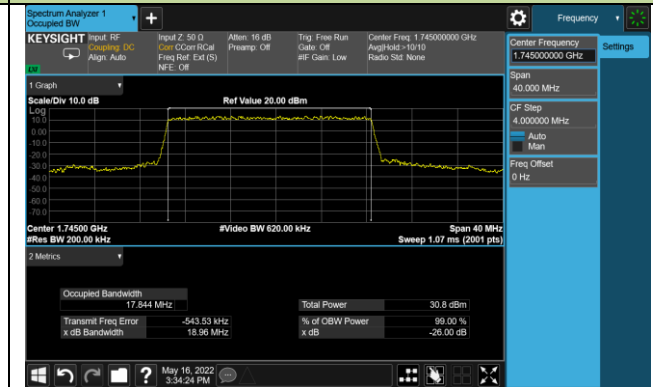 Spectrum Analyzer 1
Occupied BW
Frequency
KEYSIGHT
Input: RF
Coupling: DC
Align: Auto
Input Z: 50 Ω
Corr CCorr RCal
Freq Ref: Ext (S)
NFE: Off
Atten: 16 dB
Preamp: Off
Trig: Free Run
Gate: Off
#IF Gain: Low
Center Freq: 1.745000000 GHz
Avg|Hold:>10/10
Radio Std: None
Center Frequency
1.745000000 GHz
Settings
Span
40.000 MHz
CF Step
4.000000 MHz
Auto
Man
Freq Offset
0 Hz
1 Graph
Scale/Div 10.0 dB
Ref Value 20.00 dBm
Log
10.0
0.00
-10.0
-20.0
-30.0
-40.0
-50.0
-60.0
-70.0
Center 1.74500 GHz
#Video BW 620.00 kHz
Span 40 MHz
#Res BW 200.00 kHz
Sweep 1.07 ms (2001 pts)
2 Metrics
Occupied Bandwidth
17.844 MHz
Total Power
30.8 dBm
Transmit Freq Error
-543.53 kHz
% of OBW Power
99.00 %
x dB Bandwidth
18.96 MHz
x dB
-26.00 dB
May 16, 2022
3:34:24 PM